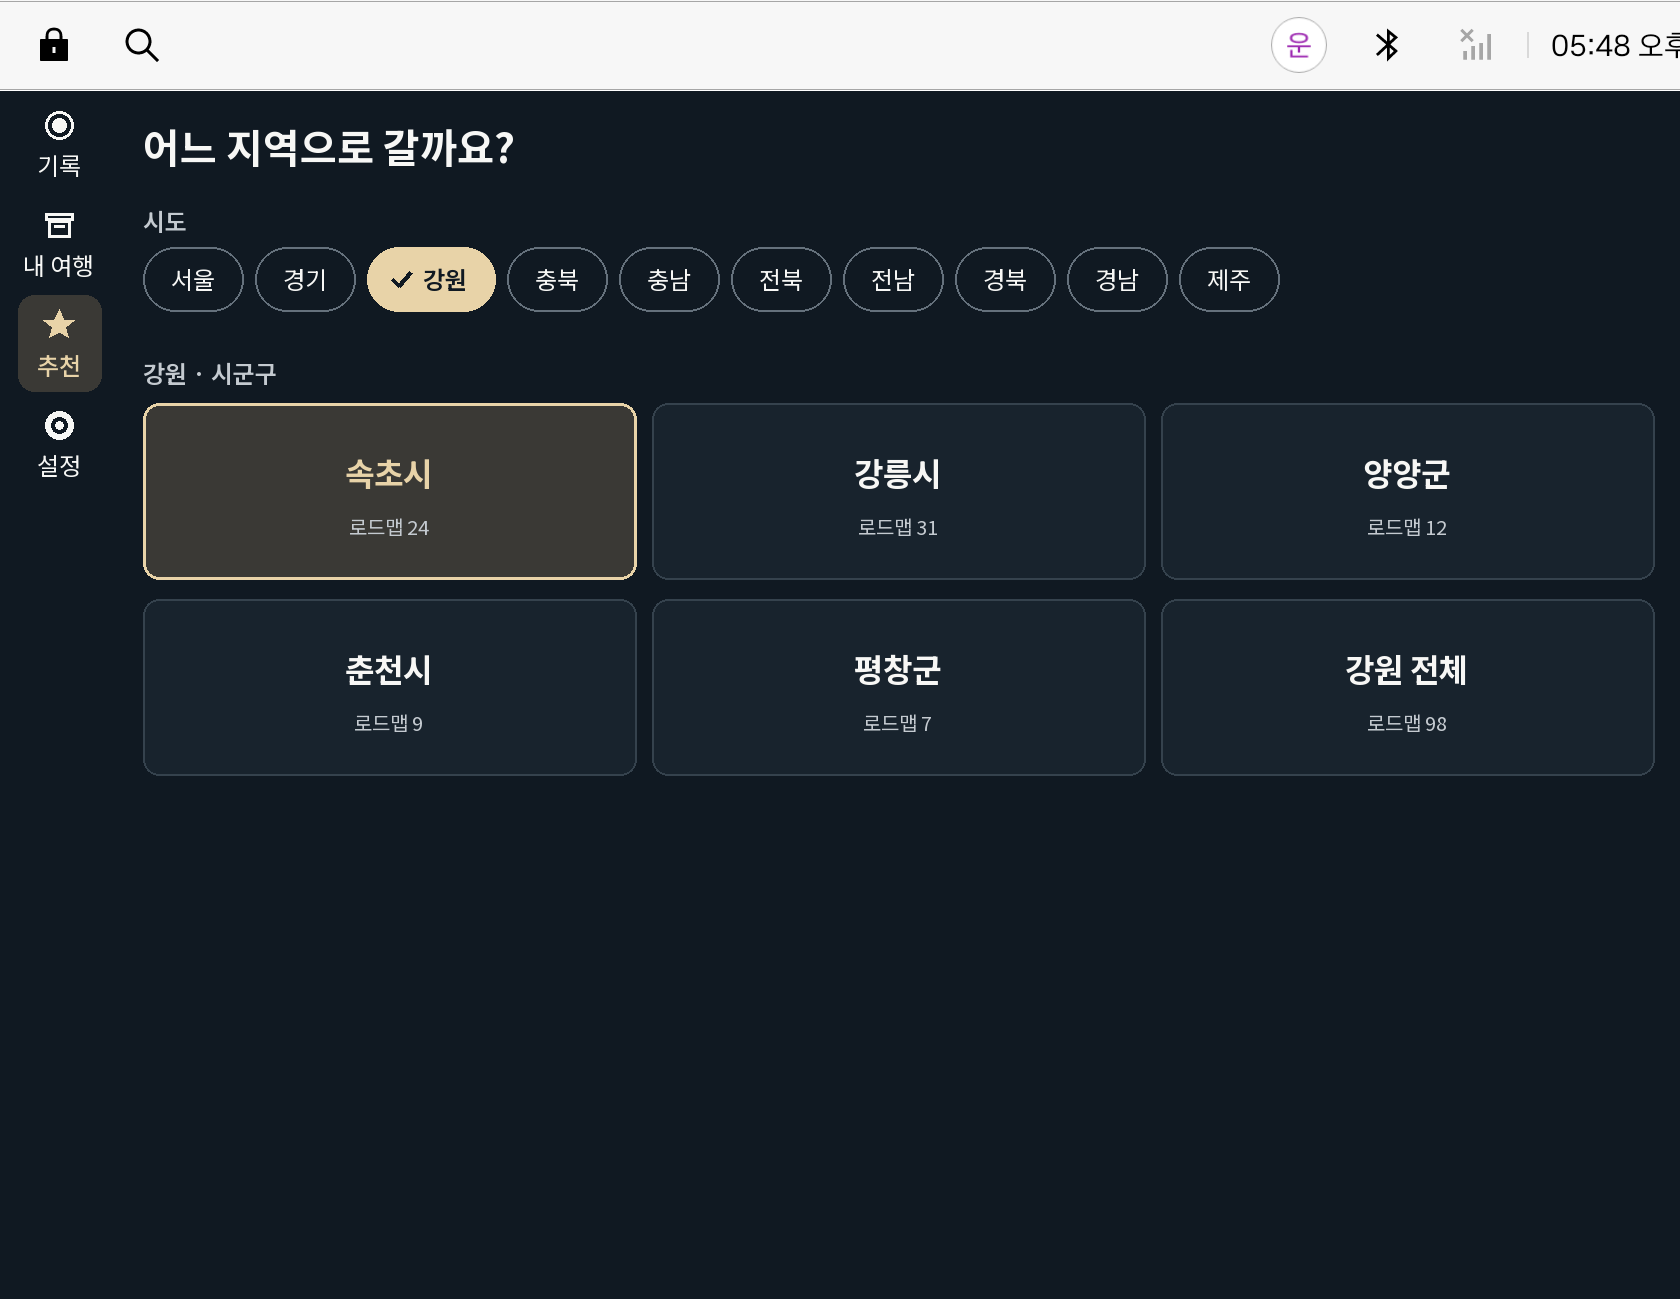 운
05:48 오후
기록
내 여행
추천
설정
어느 지역으로 갈까요?
시도
서울 경기 강원 충북 충남 전북 전남 경북 경남 제주
강원 · 시군구
속초시 강릉시 양양군
로드맵 24 로드맵 31 로드맵 12
춘천시 평창군 강원 전체
로드맵 9 로드맵 7 로드맵 98